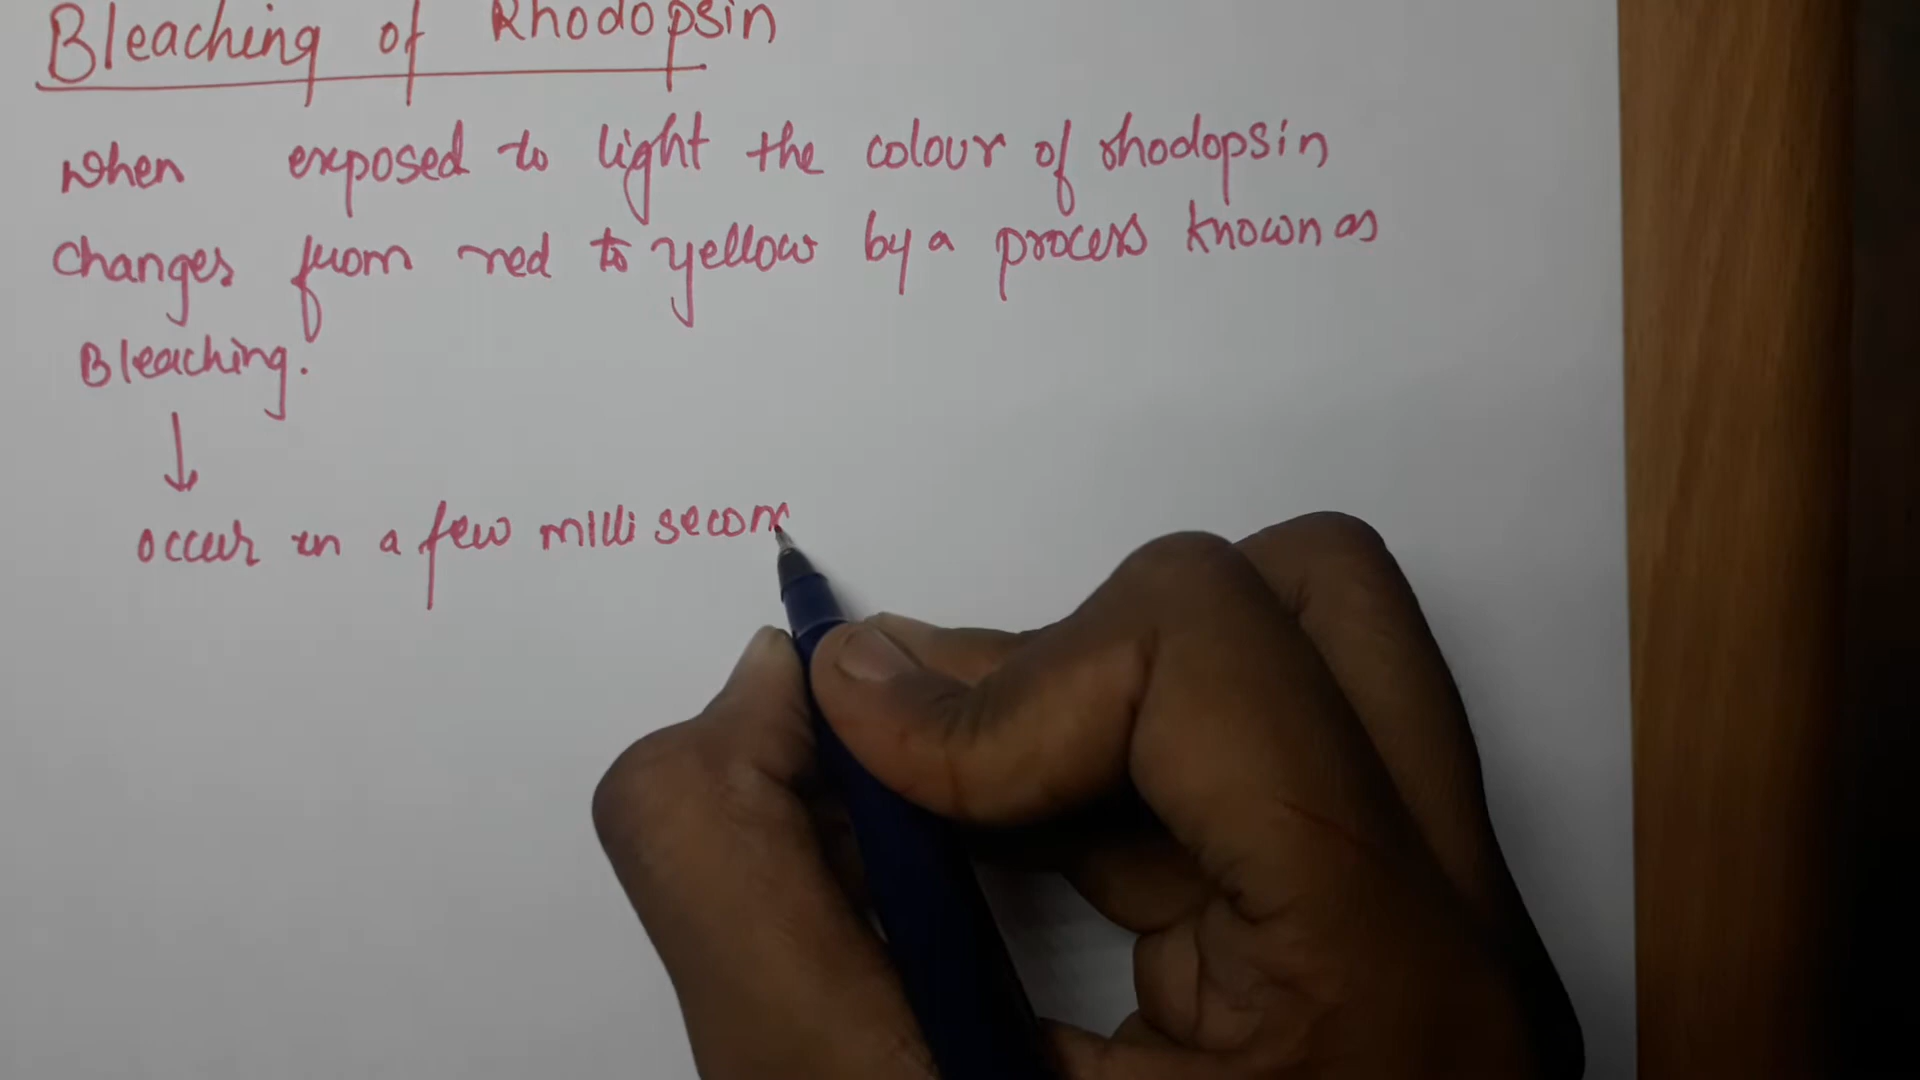 Bleaching of Rhodopsin
when exposed to light the colour of rhodopsin
changes from red to yellow by a process known as
Bleaching.
↓
occur in a few milli secon